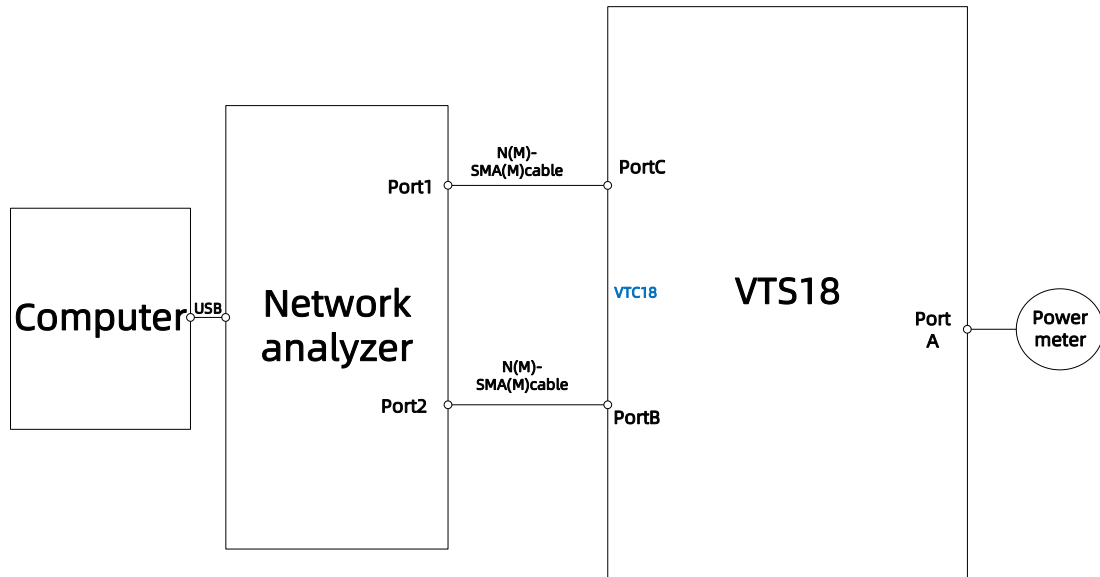 Computer
USB
Network
analyzer
Port1
Port2
N(M)-
SMA(M)cable
N(M)-
SMA(M)cable
PortC
VTC18
PortB
VTS18
Port
A
Power
meter